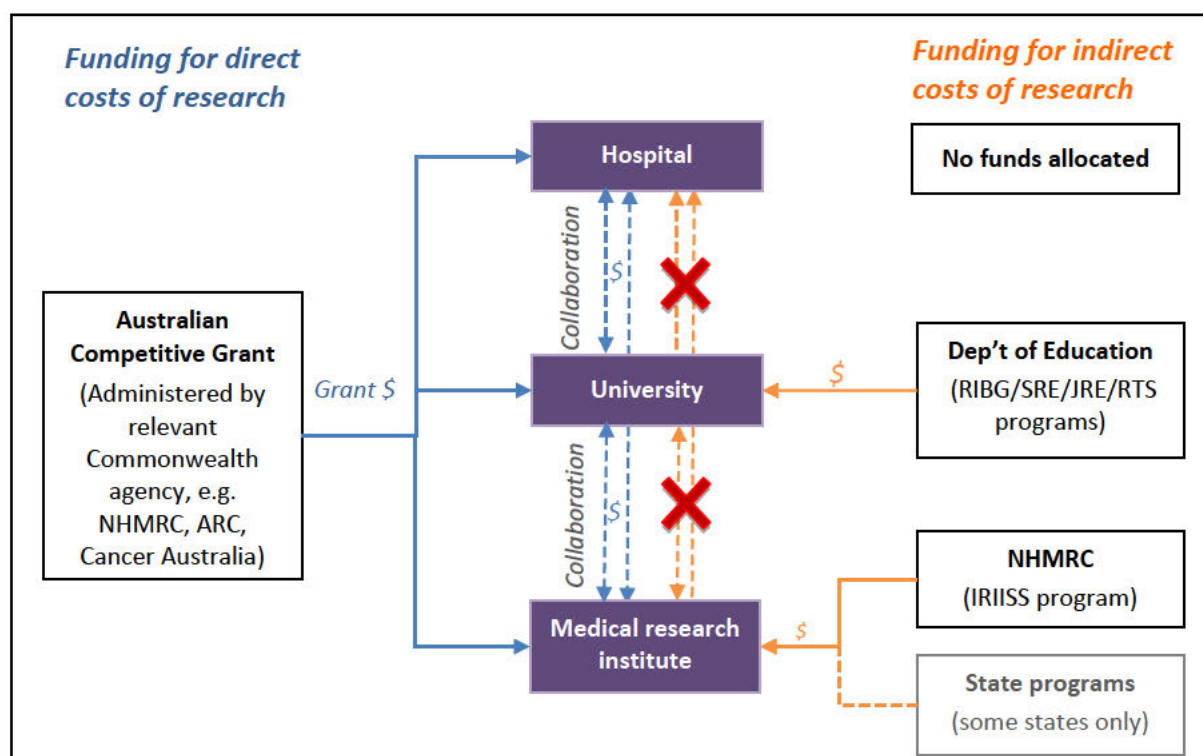 Funding for direct
costs of research
Funding for indirect
costs of research
Hospital
No funds allocated
Collaboration
$
Australian
Competitive Grant
(Administered by
relevant
Commonwealth
agency, e.g.
NHMRC, ARC,
Cancer Australia)
Grant $
University
$
Dep't of Education
(RIBG/SRE/JRE/RTS
programs)
Collaboration
$
Medical research
institute
$
NHMRC
(IRIISS program)
State programs
(some states only)